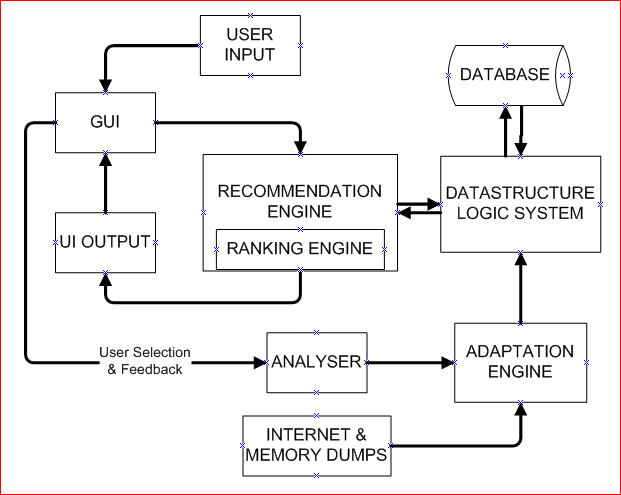 USER
INPUT
DATABASE
GUI
RECOMMENDATION
ENGINE
DATASTRUCTURE
LOGIC SYSTEM
UI OUTPUT
RANKING ENGINE
User Selection
& Feedback
ANALYSER
ADAPTATION
ENGINE
INTERNET &
MEMORY DUMPS